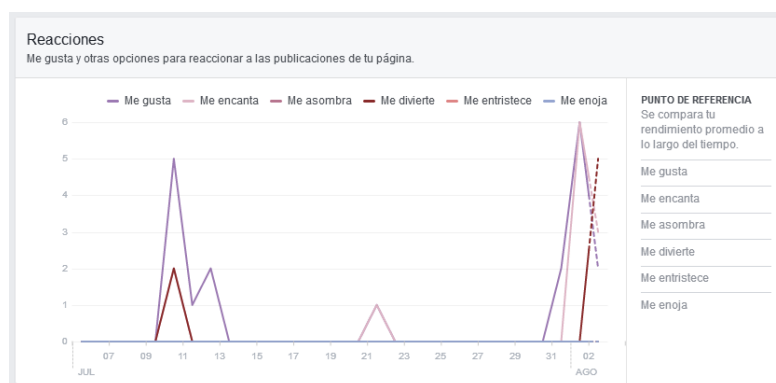 Reacciones
Me gusta y otras opciones para reaccionar a las publicaciones de tu página.
Me gusta Me encanta Me asombra Me divierte Me entristece Me enoja
6
5
4
3
2
1
0
07 09 11 13 15 17 19 21 23 25 27 29 31 02
JUL AGO
PUNTO DE REFERENCIA
Se compara tu
rendimiento promedio a
lo largo del tiempo.
Me gusta
Me encanta
Me asombra
Me divierte
Me entristece
Me enoja